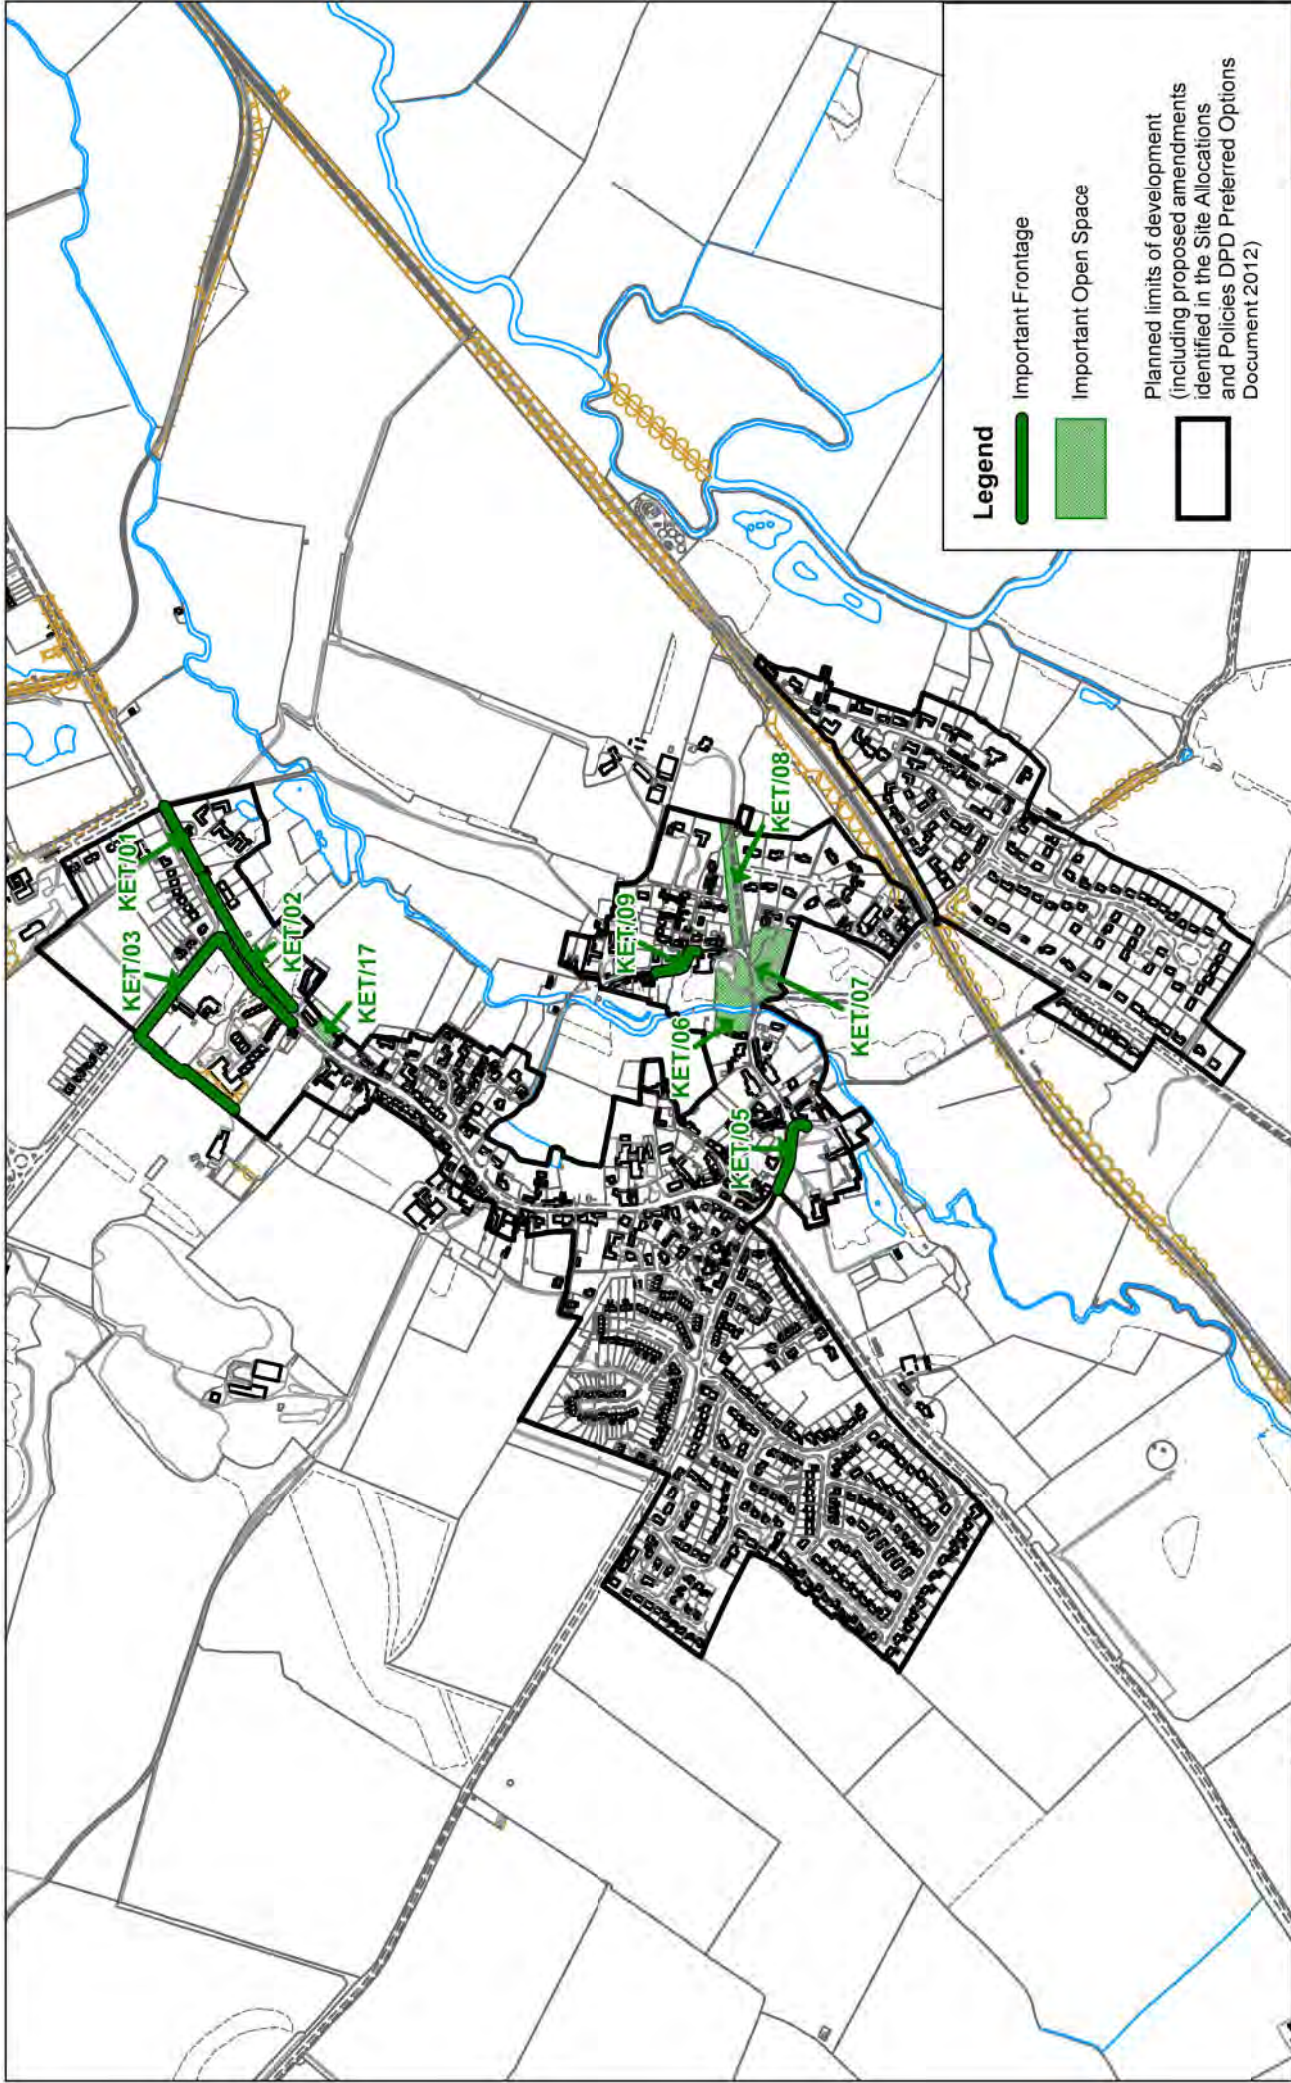 KET/01
KET/03
KET/02
KET/17
KET/08
KET/09
KET/07
KET/06
KET/05
Legend
Important Frontage
Important Open Space
Planned limits of development
(including proposed amendments
identified in the Site Allocations
and Policies DPD Preferred Options
Document 2012)